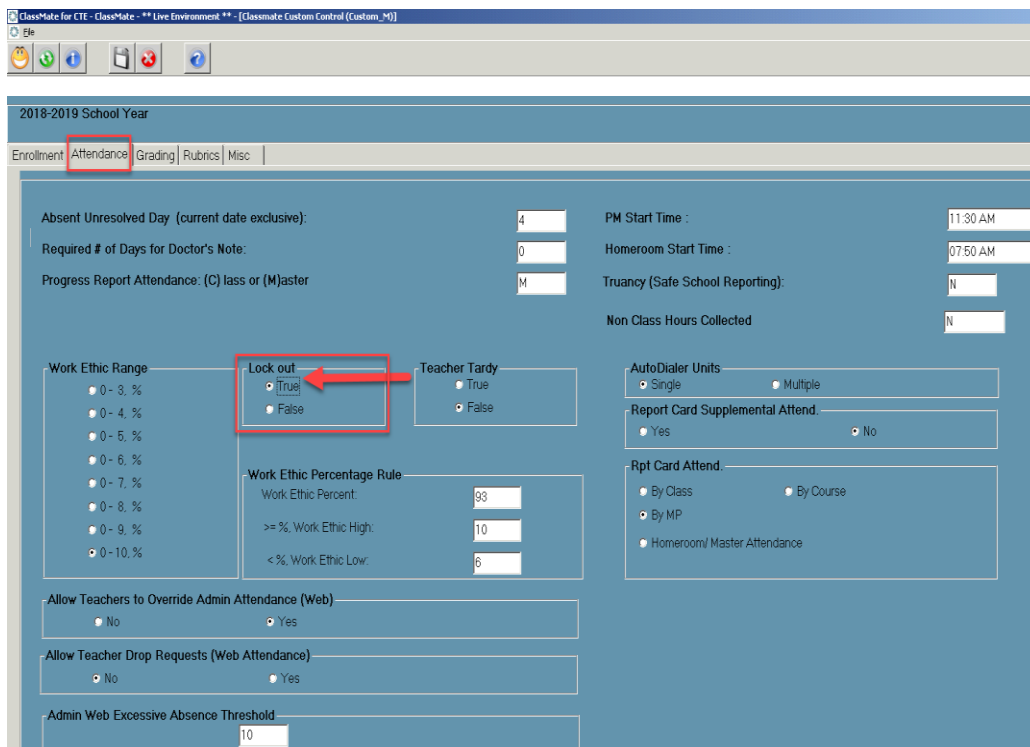 ClassMate for CTE - ClassMate - ** Live Environment ** - [Classmate Custom Control (Custom_M)]
File
2018-2019 School Year
Enrollment Attendance Grading Rubrics Misc
Absent Unresolved Day (current date exclusive): 4 PM Start Time : 11:30 AM
Required # of Days for Doctor's Note: 0 Homeroom Start Time : 07:50 AM
Progress Report Attendance: (C) lass or (M)aster M Truancy (Safe School Reporting): N
Non Class Hours Collected N
Work Ethic Range
0 - 3, %
0 - 4, %
0 - 5, %
0 - 6, %
0 - 7, %
0 - 8, %
0 - 9, %
0 - 10, %
Lock out
True
False
Teacher Tardy
True
False
Work Ethic Percentage Rule
Work Ethic Percent: 93
>= %, Work Ethic High: 10
< %, Work Ethic Low: 6
AutoDialer Units
Single Multiple
Report Card Supplemental Attend.
Yes No
Rpt Card Attend.
By Class By Course
By MP
Homeroom/ Master Attendance
Allow Teachers to Override Admin Attendance (Web)
No Yes
Allow Teacher Drop Requests (Web Attendance)
No Yes
Admin Web Excessive Absence Threshold
10